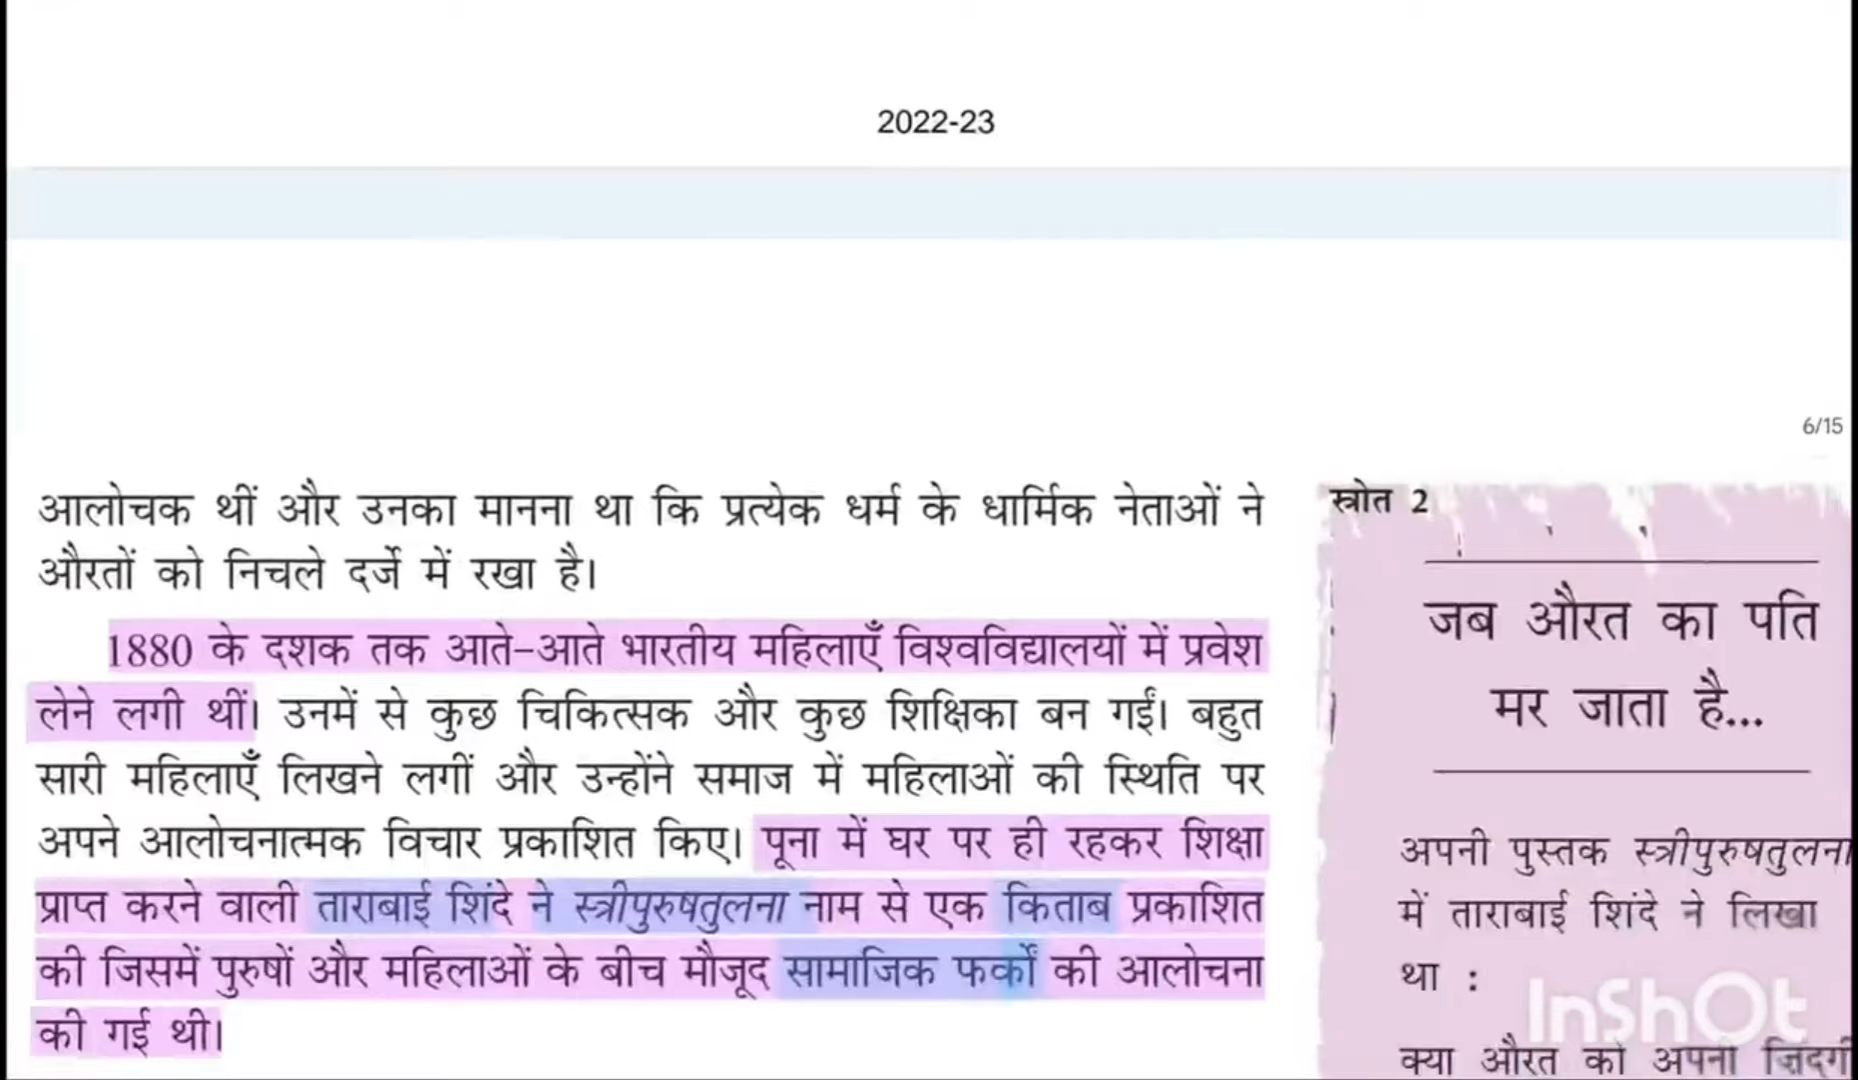 2022-23
6/15
आलोचक थीं और उनका मानना था कि प्रत्येक धर्म के धार्मिक नेताओं ने
औरतों को निचले दर्जे में रखा है।
1880 के दशक तक आते-आते भारतीय महिलाएँ विश्वविद्यालयों में प्रवेश
लेने लगी थीं। उनमें से कुछ चिकित्सक और कुछ शिक्षिका बन गईं। बहुत
सारी महिलाएँ लिखने लगीं और उन्होंने समाज में महिलाओं की स्थिति पर
अपने आलोचनात्मक विचार प्रकाशित किए। पूना में घर पर ही रहकर शिक्षा
प्राप्त करने वाली ताराबाई शिंदे ने स्त्रीपुरुषतुलना नाम से एक किताब प्रकाशित
की जिसमें पुरुषों और महिलाओं के बीच मौजूद सामाजिक फर्कों की आलोचना
की गई थी।
स्त्रोत 2
जब औरत का पति
मर जाता है...
अपनी पुस्तक स्त्रीपुरुषतुलना
में ताराबाई शिंदे ने लिखा
था :
क्या औरत को अपनी ज़िंदगी
InShOt